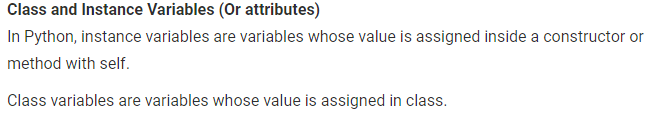 Class and Instance Variables (Or attributes)
In Python, instance variables are variables whose value is assigned inside a constructor or
method with self.
Class variables are variables whose value is assigned in class.